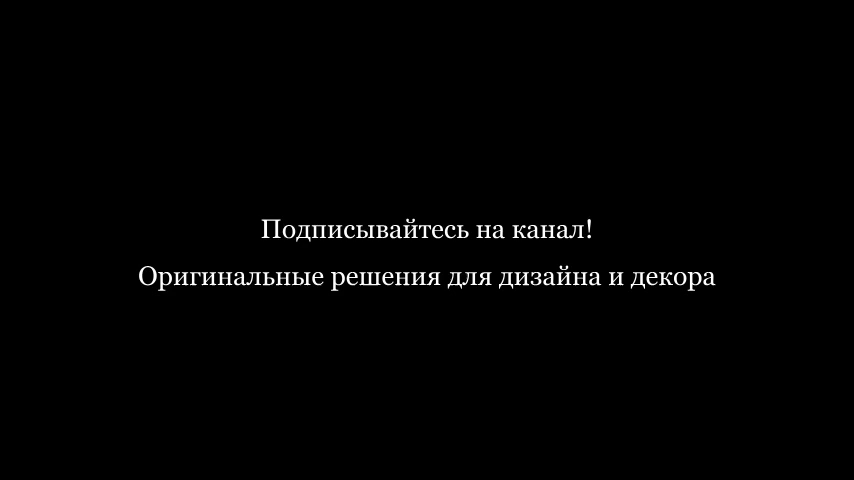 Подписывайтесь на канал!
Оригинальные решения для дизайна и декора